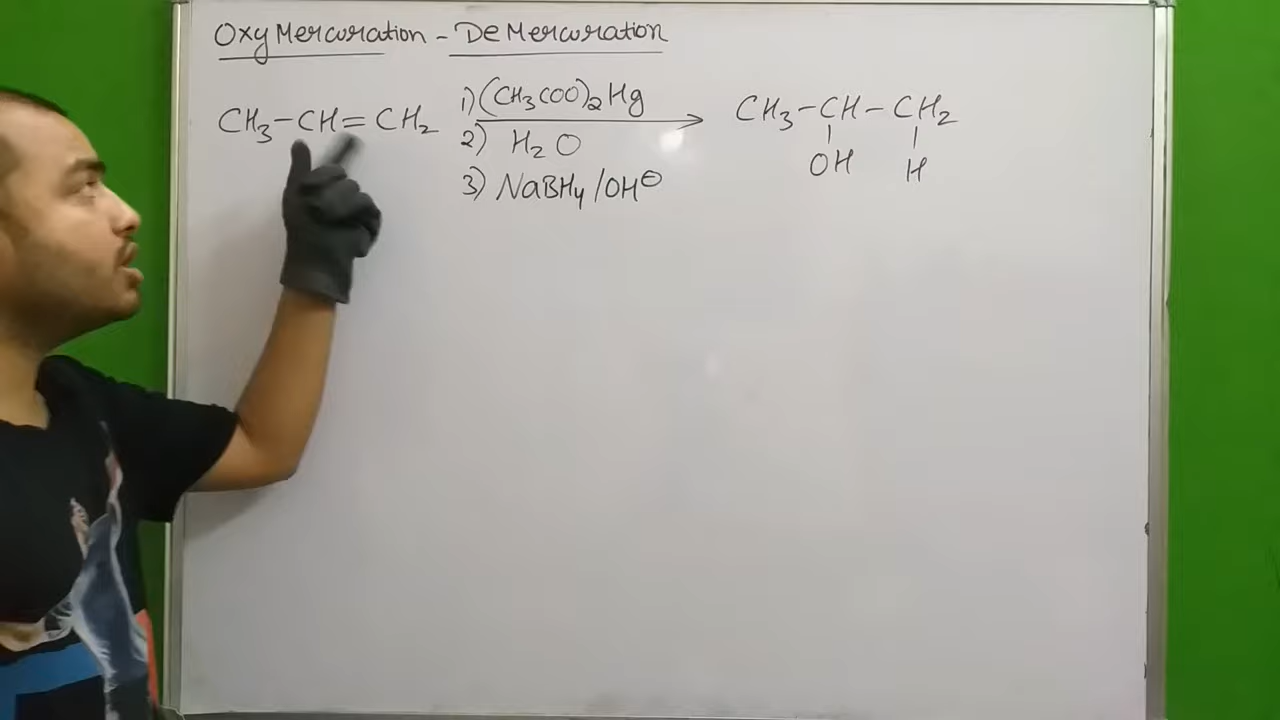 OxyMercuration - DeMercuration
CH₃-CH=CH₂ 1) (CH₃COO)₂Hg CH₃-CH-CH₂
2) H₂O OH H
3) NaBH₄/OH⊖